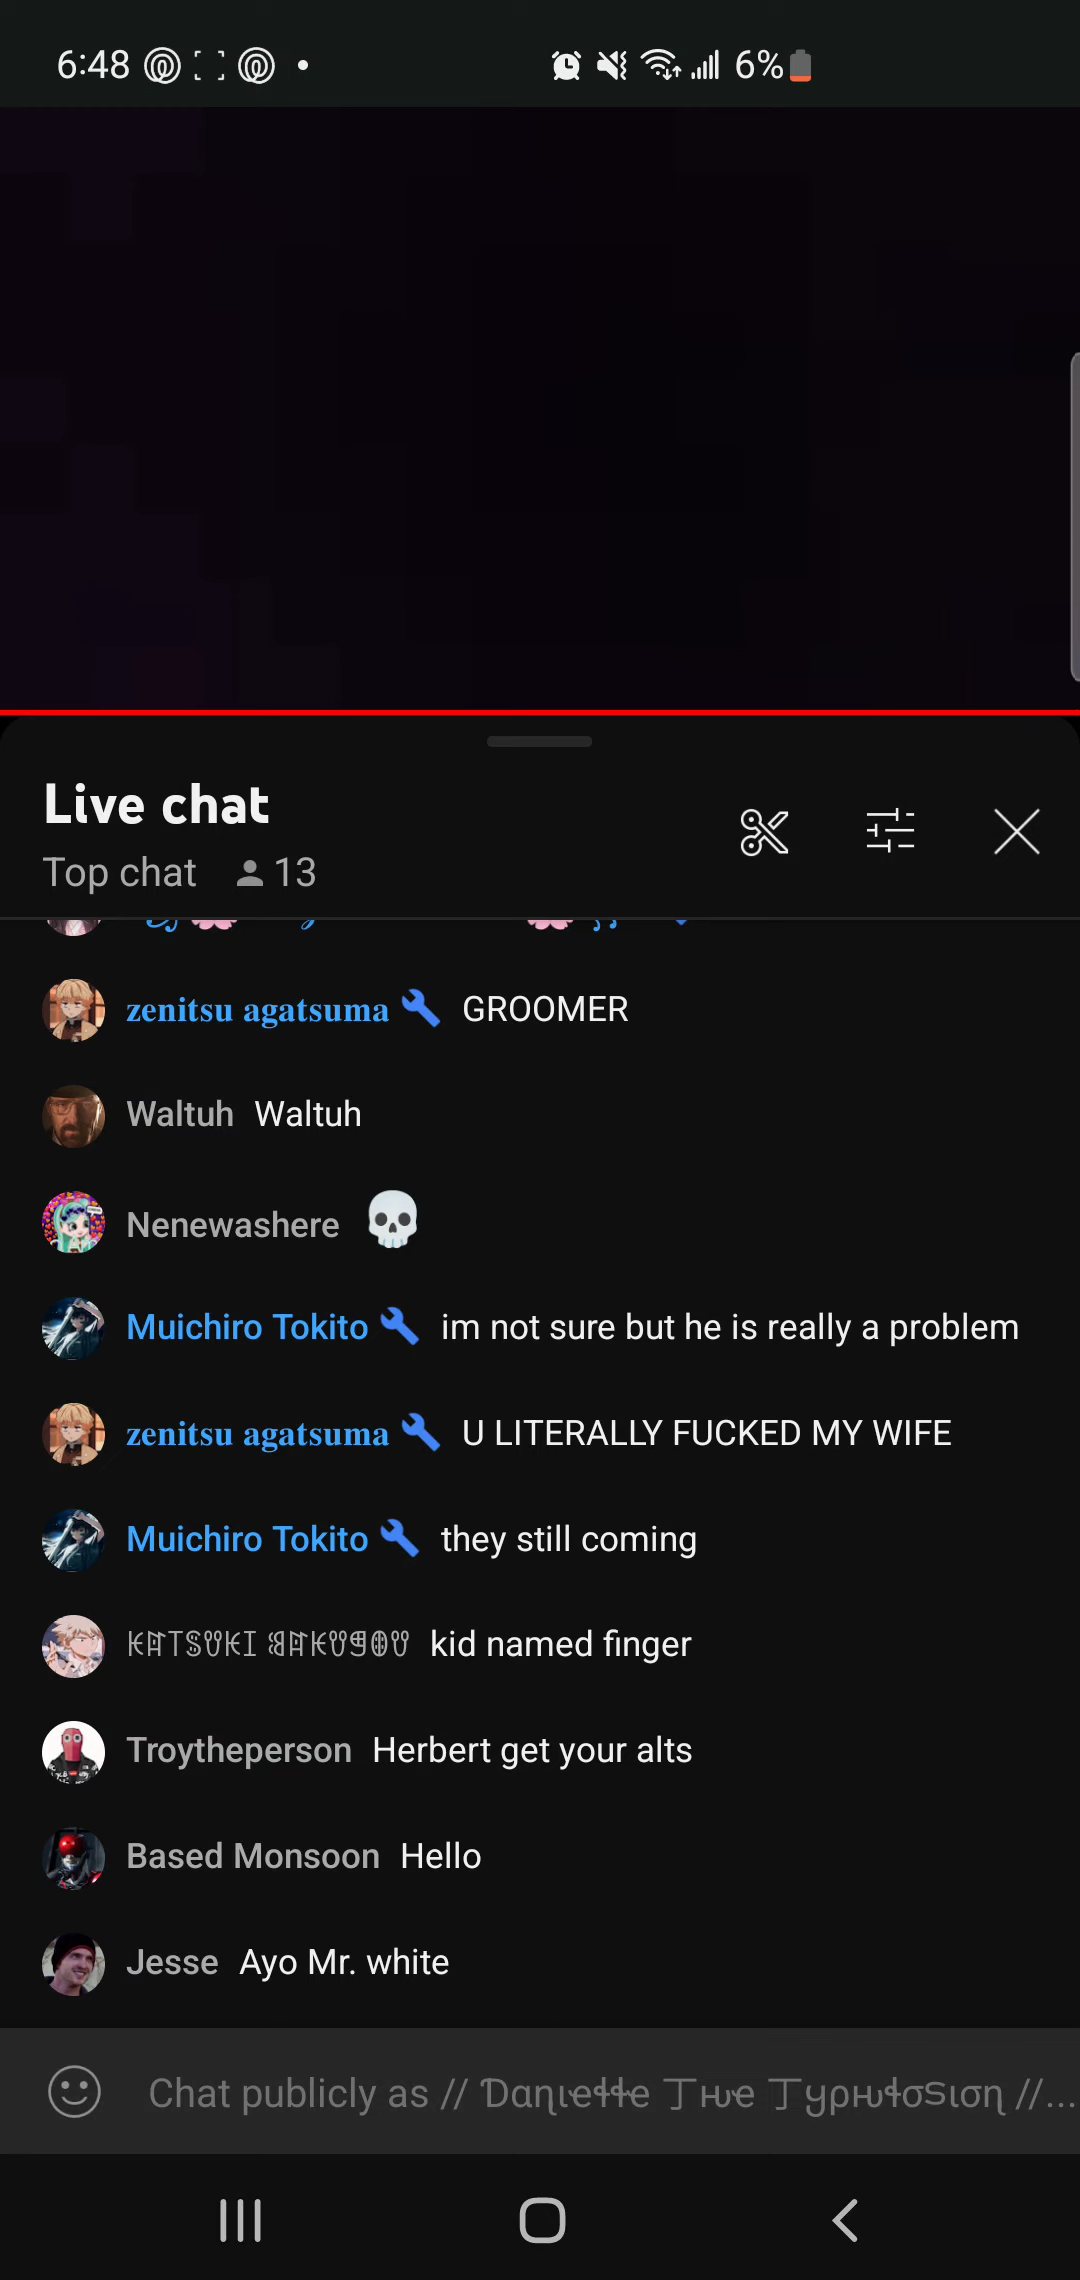 6:48
6%
Live chat
Top chat 13
zenitsu agatsuma GROOMER
Waltuh Waltuh
Nenewashere 💀
Muichiro Tokito im not sure but he is really a problem
zenitsu agatsuma U LITERALLY FUCKED MY WIFE
Muichiro Tokito they still coming
kid named finger
Troytheperson Herbert get your alts
Based Monsoon Hello
Jesse Ayo Mr. white
Chat publicly as //